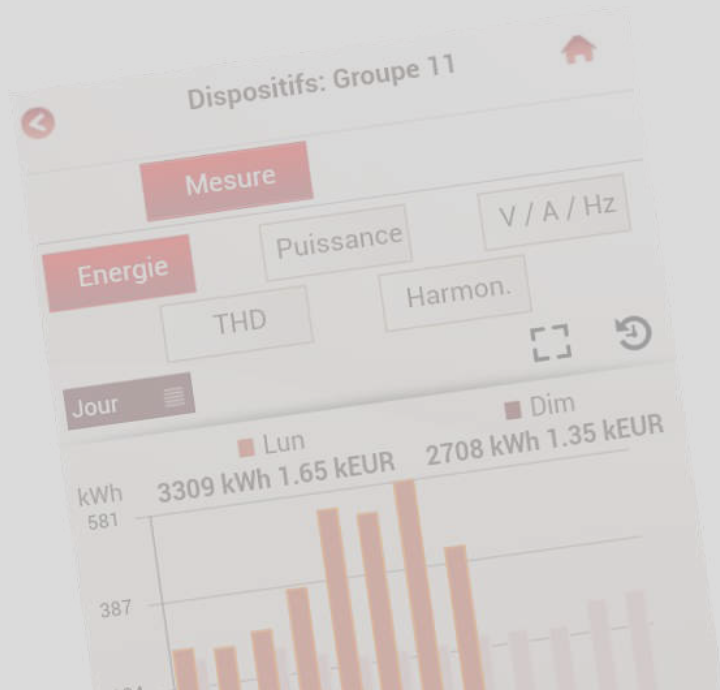 Dispositifs: Groupe 11
Mesure
Energie
Puissance
V / A / Hz
THD
Harmon.
Jour
Lun
Dim
3309 kWh 1.65 kEUR
2708 kWh 1.35 kEUR
kWh
581
387